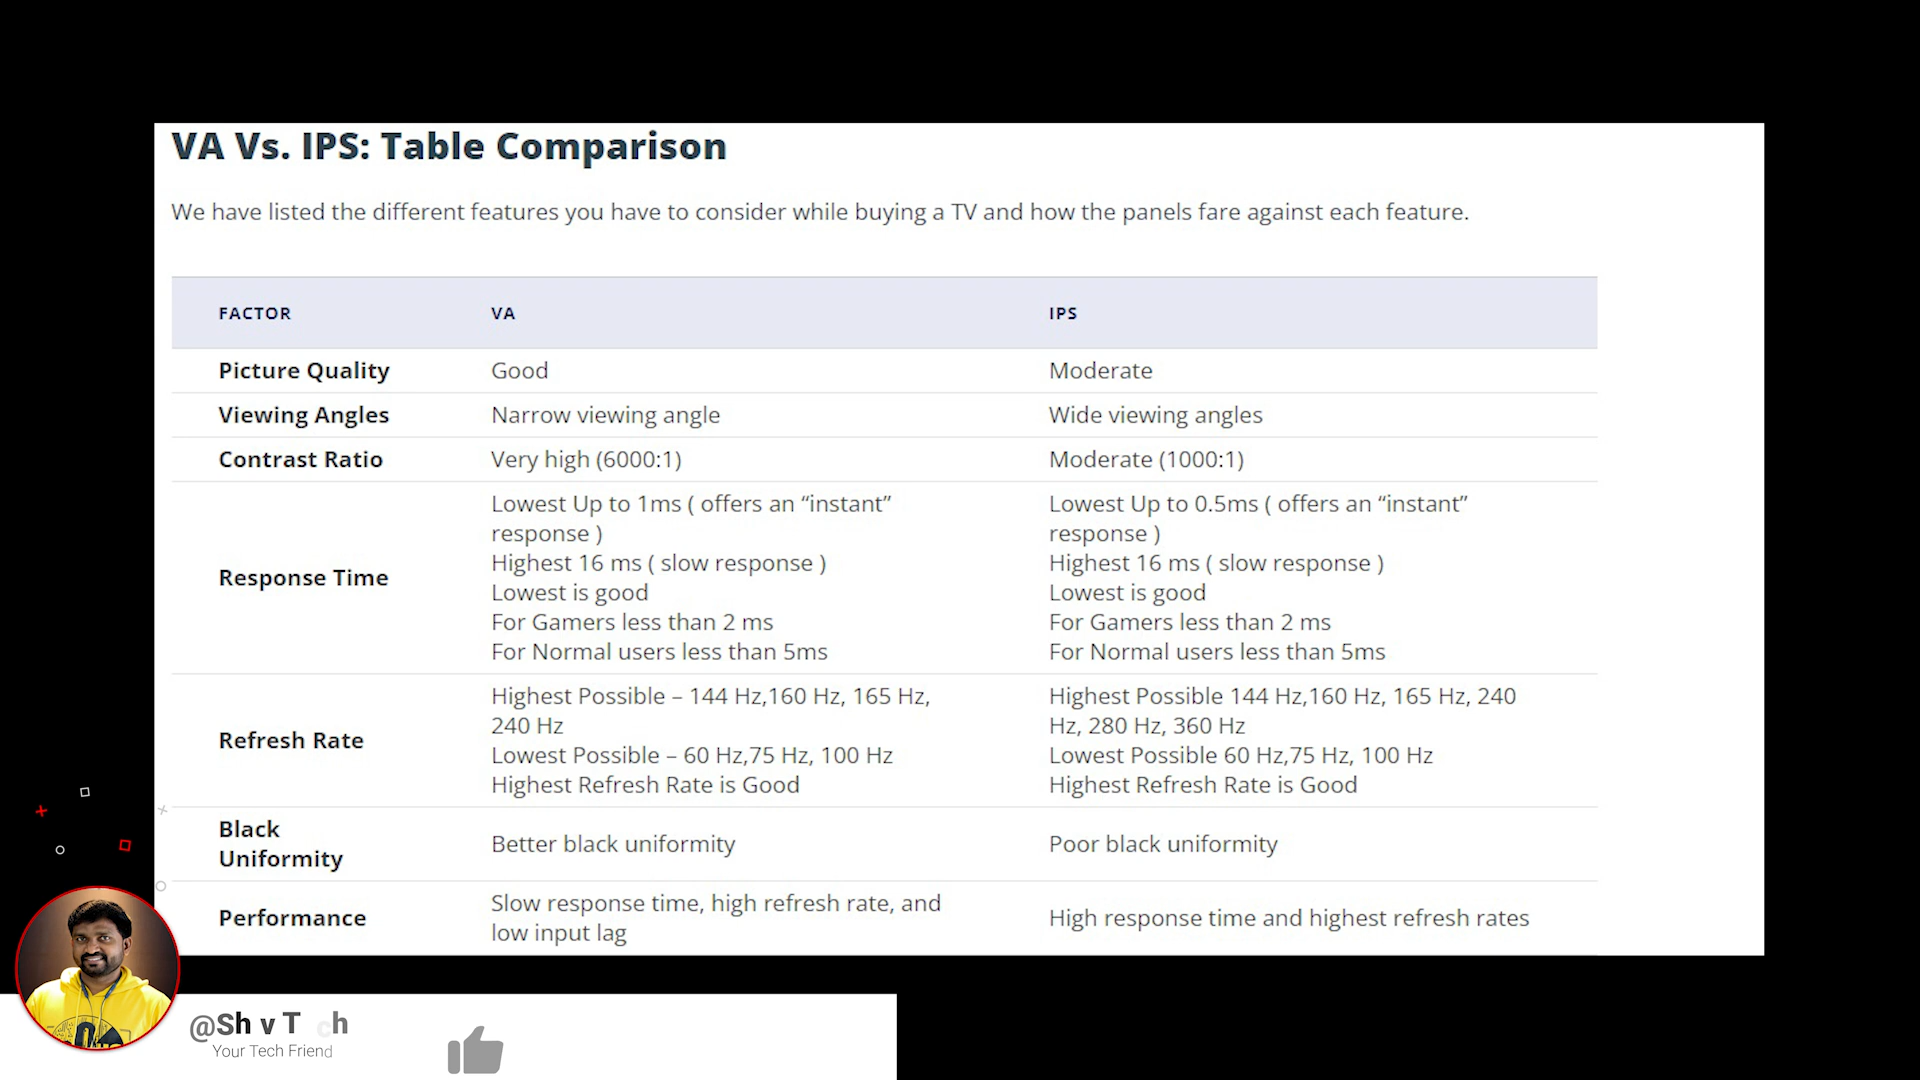 VA Vs. IPS: Table Comparison
We have listed the different features you have to consider while buying a TV and how the panels fare against each feature.
FACTOR VA IPS
Picture Quality Good Moderate
Viewing Angles Narrow viewing angle Wide viewing angles
Contrast Ratio Very high (6000:1) Moderate (1000:1)
Response Time
Lowest Up to 1ms ( offers an “instant”
response )
Highest 16 ms ( slow response )
Lowest is good
For Gamers less than 2 ms
For Normal users less than 5ms
Lowest Up to 0.5ms ( offers an “instant”
response )
Highest 16 ms ( slow response )
Lowest is good
For Gamers less than 2 ms
For Normal users less than 5ms
Refresh Rate
Highest Possible – 144 Hz,160 Hz, 165 Hz,
240 Hz
Lowest Possible – 60 Hz,75 Hz, 100 Hz
Highest Refresh Rate is Good
Highest Possible 144 Hz,160 Hz, 165 Hz, 240
Hz, 280 Hz, 360 Hz
Lowest Possible 60 Hz,75 Hz, 100 Hz
Highest Refresh Rate is Good
Black
Uniformity
Better black uniformity
Poor black uniformity
Performance
Slow response time, high refresh rate, and
low input lag
High response time and highest refresh rates
@Sh v T ch
Your Tech Friend